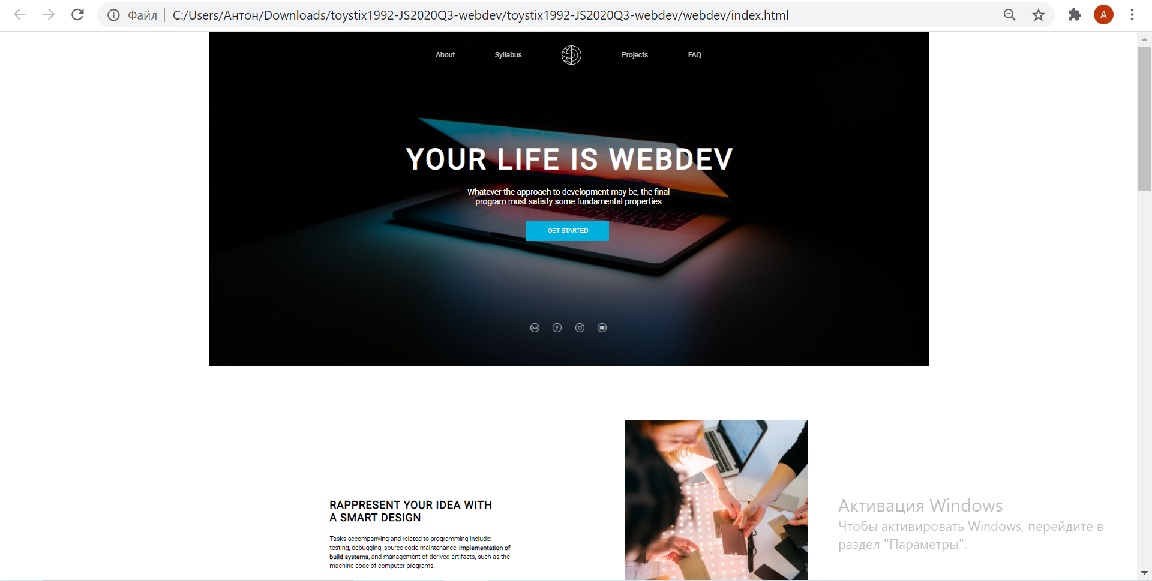 Файл
C:/Users/Антон/Downloads/toystix1992-JS2020Q3-webdev/toystix1992-JS2020Q3-webdev/webdev/index.html
A
About Syllabus Projects FAQ
YOUR LIFE IS WEBDEV
Whatever the approach to development may be, the final
program must satisfy some fundamental properties
GET STARTED
RAPPRESENT YOUR IDEA WITH
A SMART DESIGN
Tasks accompanying and related to programming include:
testing, debugging, source code maintenance, implementation of
build systems, and management of derived artifacts, such as the
machine code of computer programs.
Активация Windows
Чтобы активировать Windows, перейдите в
раздел "Параметры".